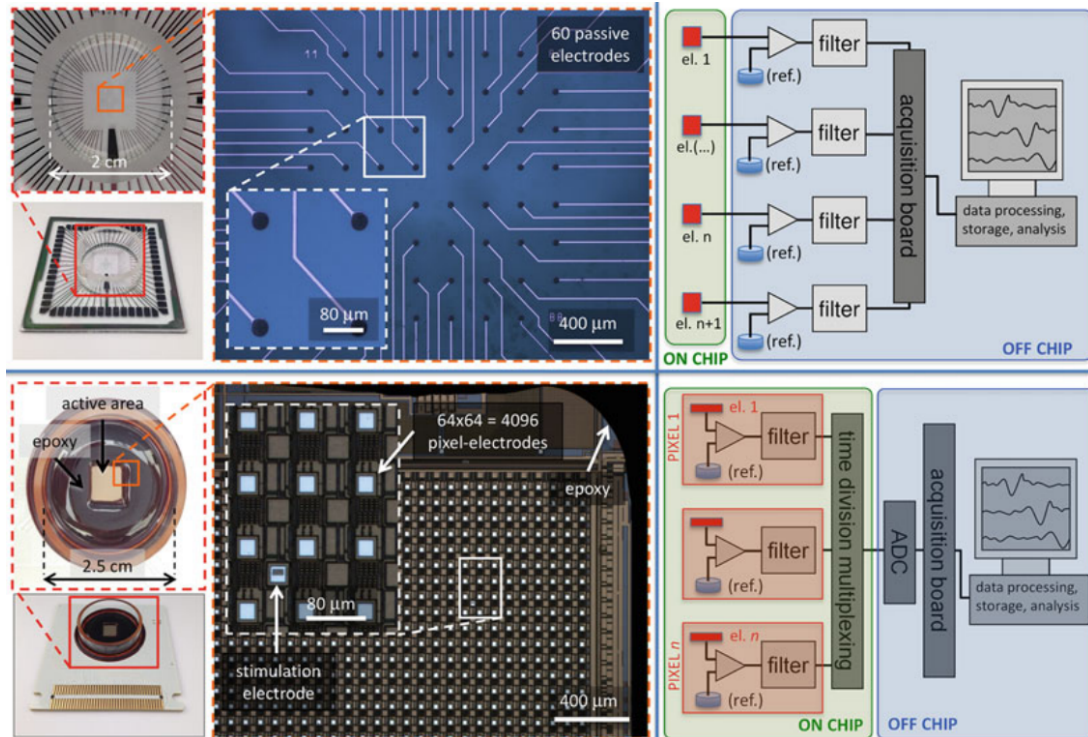 2 cm
11
60 passive
electrodes
80 μm
400 μm
el. 1
(ref.)
filter
el.(...)
(ref.)
filter
el. n
(ref.)
filter
el. n+1
(ref.)
filter
acquisition board
data processing,
storage, analysis
ON CHIP
OFF CHIP
active area
epoxy
2.5 cm
64x64 = 4096
pixel-electrodes
epoxy
80 μm
stimulation
electrode
400 μm
PIXEL 1
el. 1
(ref.)
filter
(ref.)
filter
PIXEL n
el. n
(ref.)
filter
time division multiplexing
ADC
acquisition board
data processing,
storage, analysis
ON CHIP
OFF CHIP